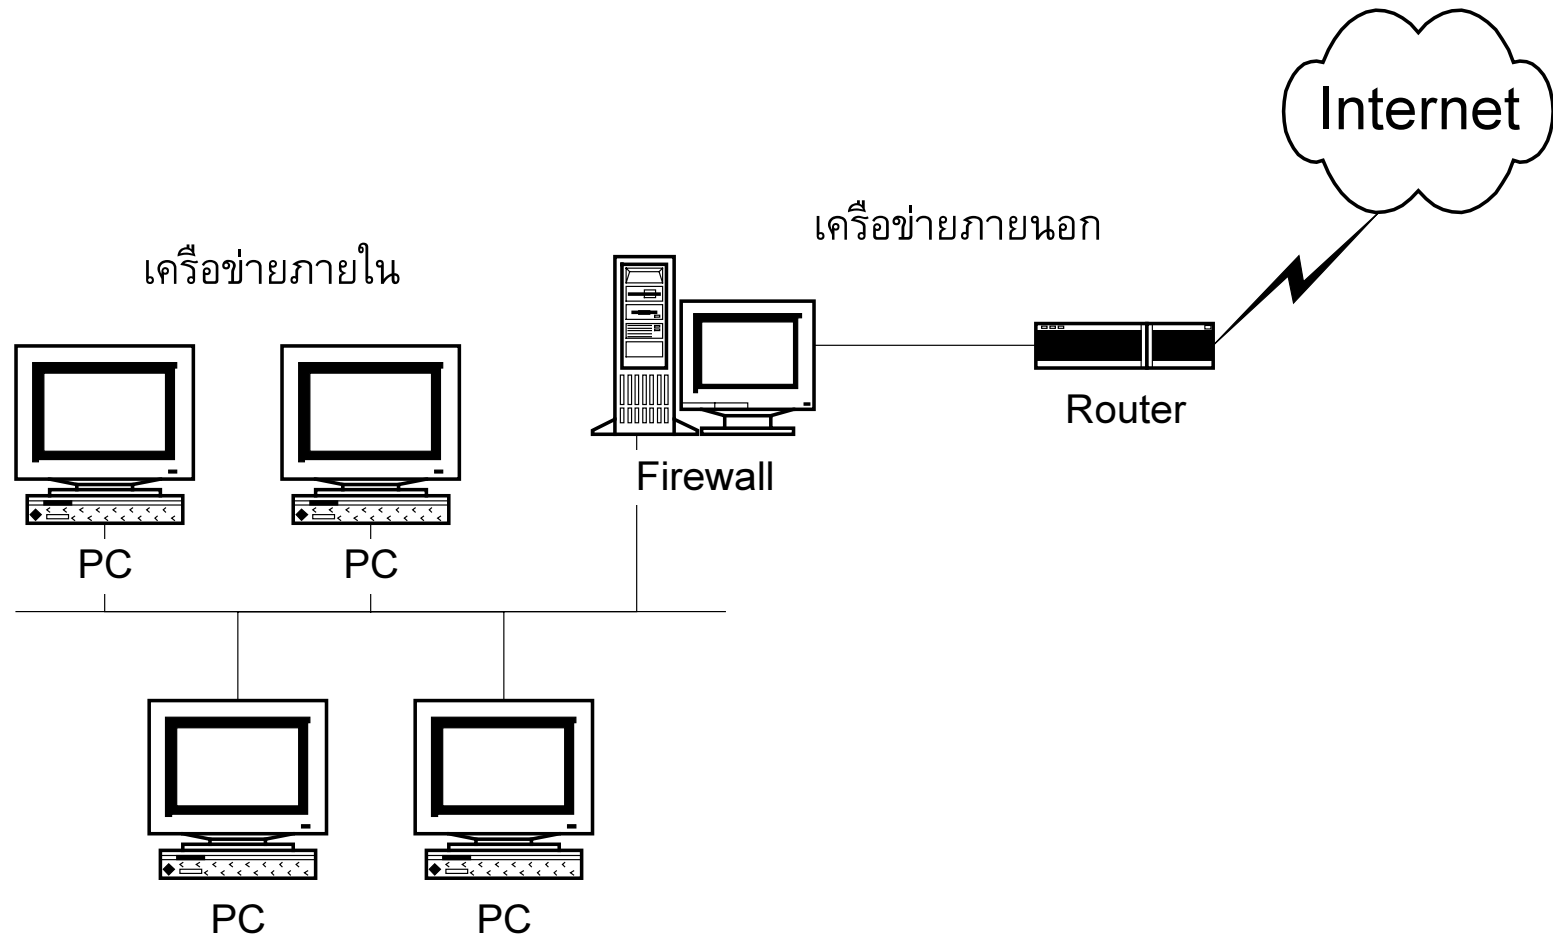 Internet
เครือข่ายภายนอก
เครือข่ายภายใน
Router
Firewall
PC
PC
PC
PC